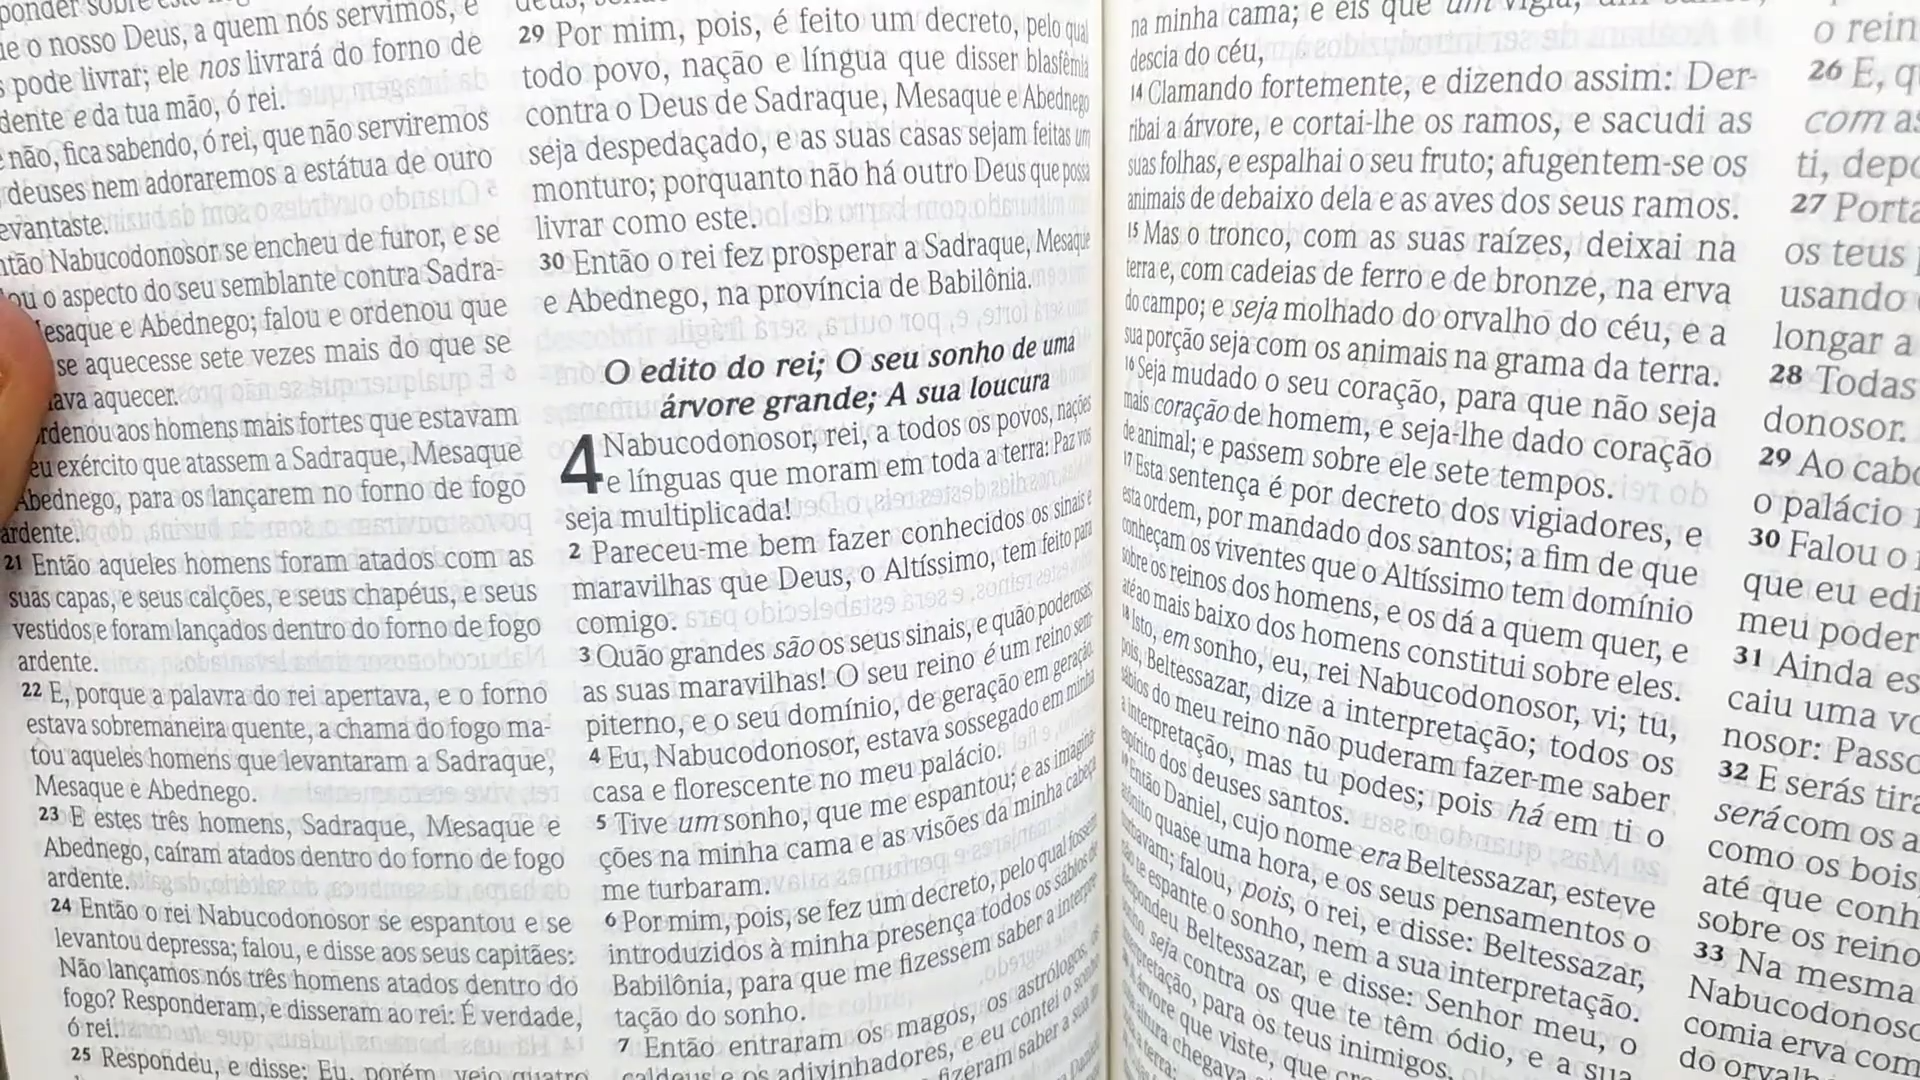 ponder sobre
e o nosso Deus, a quem nós servimos, é
pode livrar; ele nos livrará do forno de
dente e da tua mão, ó rei.
não, fica sabendo, ó rei, que não serviremos
deuses nem adoraremos a estátua de ouro
evantaste.
ntão Nabucodonosor se encheu de furor, e se
ou o aspecto do seu semblante contra Sadra-
esaque e Abednego; falou e ordenou que
se aquecesse sete vezes mais do que se
ava aquecer.
rdenou aos homens mais fortes que estavam
eu exército que atassem a Sadraque, Mesaque
Abednego, para os lançarem no forno de fogo
ardente.
21 Então aqueles homens foram atados com as
suas capas, e seus calções, e seus chapéus, e seus
vestidos e foram lançados dentro do forno de fogo
ardente.
22 E, porque a palavra do rei apertava, e o forno
estava sobremaneira quente, a chama do fogo ma-
tou aqueles homens que levantaram a Sadraque,
Mesaque e Abednego.
23 E estes três homens, Sadraque, Mesaque e
Abednego, caíram atados dentro do forno de fogo
ardente.
24 Então o rei Nabucodonosor se espantou e se
levantou depressa; falou, e disse aos seus capitães:
Não lançamos nós três homens atados dentro do
fogo? Responderam, e disseram ao rei: É verdade,
ó rei.
25 Respondeu, e disse: Eu, porém, vejo quatro
29 Por mim, pois, é feito um decreto, pelo qual
todo povo, nação e língua que disser blasfêmia
contra o Deus de Sadraque, Mesaque e Abednego
seja despedaçado, e as suas casas sejam feitas um
monturo; porquanto não há outro Deus que possa
livrar como este.
30 Então o rei fez prosperar a Sadraque, Mesaque
e Abednego, na província de Babilônia.
O edito do rei; O seu sonho de uma
árvore grande; A sua loucura
4 Nabucodonosor, rei, a todos os povos, nações
e línguas que moram em toda a terra: Paz vos
seja multiplicada!
2 Pareceu-me bem fazer conhecidos os sinais e
maravilhas que Deus, o Altíssimo, tem feito para
comigo.
3 Quão grandes são os seus sinais, e quão poderosas
as suas maravilhas! O seu reino é um reino sem-
piterno, e o seu domínio, de geração em geração.
4 Eu, Nabucodonosor, estava sossegado em minha
casa e florescente no meu palácio.
5 Tive um sonho, que me espantou; e as imagina-
ções na minha cama e as visões da minha cabeça
me turbaram.
6 Por mim, pois, se fez um decreto, pelo qual fossem
introduzidos à minha presença todos os sábios de
Babilônia, para que me fizessem saber a interpre-
tação do sonho.
7 Então entraram os magos, os astrólogos, os
caldeus e os adivinhadores, e eu contei o sonho
fizeram saber a sua
na minha cama; e eis que um vigia,
descia do céu,
14 Clamando fortemente, e dizendo assim: Der-
ribai a árvore, e cortai-lhe os ramos, e sacudi as
suas folhas, e espalhai o seu fruto; afugentem-se os
animais de debaixo dela e as aves dos seus ramos.
15 Mas o tronco, com as suas raízes, deixai na
terra e, com cadeias de ferro e de bronze, na erva
do campo; e seja molhado do orvalho do céu, e a
sua porção seja com os animais na grama da terra.
16 Seja mudado o seu coração, para que não seja
mais coração de homem, e seja-lhe dado coração
de animal; e passem sobre ele sete tempos.
17 Esta sentença é por decreto dos vigiadores, e
esta ordem, por mandado dos santos; a fim de que
conheçam os viventes que o Altíssimo tem domínio
sobre os reinos dos homens, e os dá a quem quer, e
até ao mais baixo dos homens constitui sobre eles.
18 Isto, em sonho, eu, rei Nabucodonosor, vi; tu,
pois, Beltessazar, dize a interpretação; todos os
sábios do meu reino não puderam fazer-me saber
a interpretação, mas tu podes; pois há em ti o
espírito dos deuses santos.
19 Então Daniel, cujo nome era Beltessazar, esteve
atônito quase uma hora, e os seus pensamentos o
turbavam; falou, pois, o rei, e disse: Beltessazar,
não te espante o sonho, nem a sua interpretação.
Respondeu Beltessazar, e disse: Senhor meu, o
sonho seja contra os que te têm ódio, e a sua
interpretação, para os teus inimigos.
árvore que viste, que
altura chegava
terra;
o rein
26 E, q
com as
ti, depo
27 Porta
os teus
usando
longar a
28 Todas
donosor.
29 Ao cabo
o palácio
30 Falou o
que eu edi
meu poder
31 Ainda es
caiu uma vo
nosor: Passo
32 E serás tira
será com os a
como os bois
até que conh
sobre os reino
33 Na mesma
Nabucodonoso
comia erva com
do orvalh